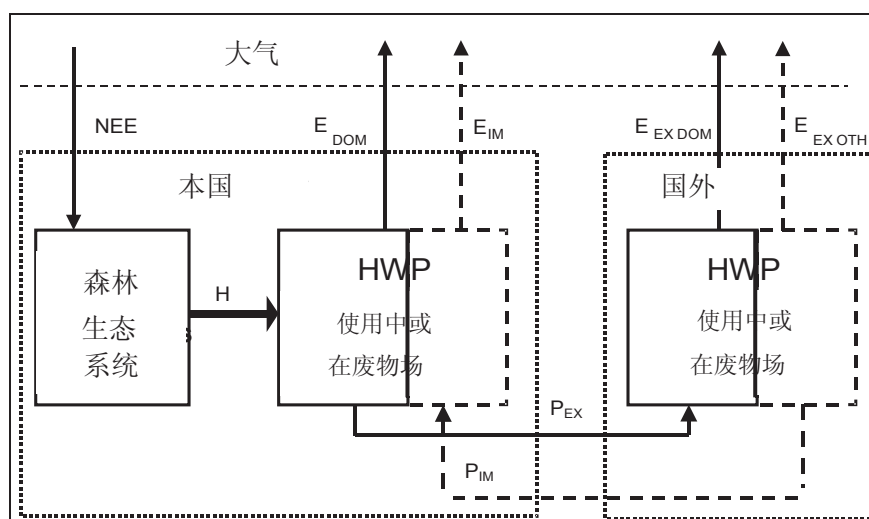 大气
NEE
E DOM
E IM
E EX DOM
E EX OTH
本国
国外
森林
生态
系统
H
HWP
使用中或
在废物场
HWP
使用中或
在废物场
P EX
P IM